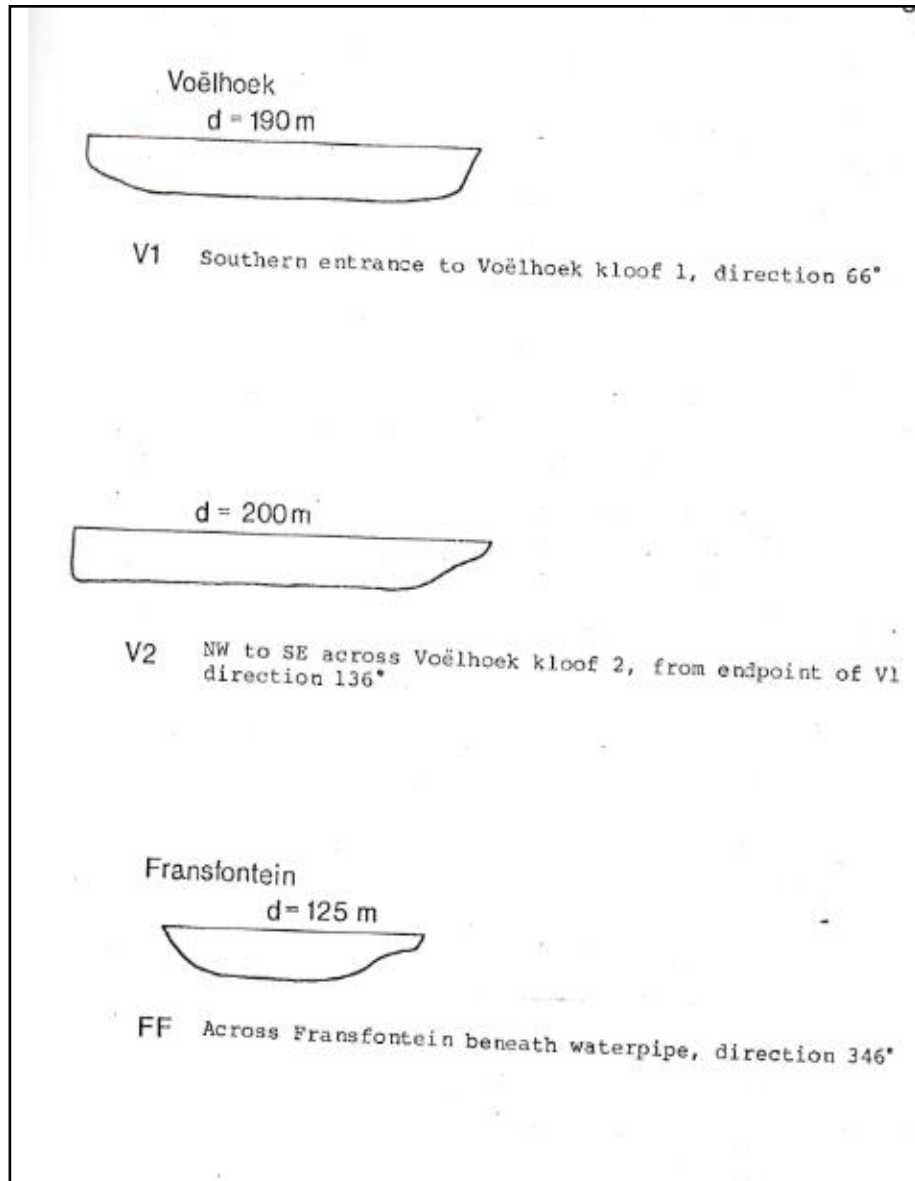 Voëlhoek
d = 190 m
V1 Southern entrance to Voëlhoek kloof 1, direction 66°
d = 200 m
V2 NW to SE across Voëlhoek kloof 2, from endpoint of V1
direction 136°
Fransfontein
d = 125 m
FF Across Fransfontein beneath waterpipe, direction 346°